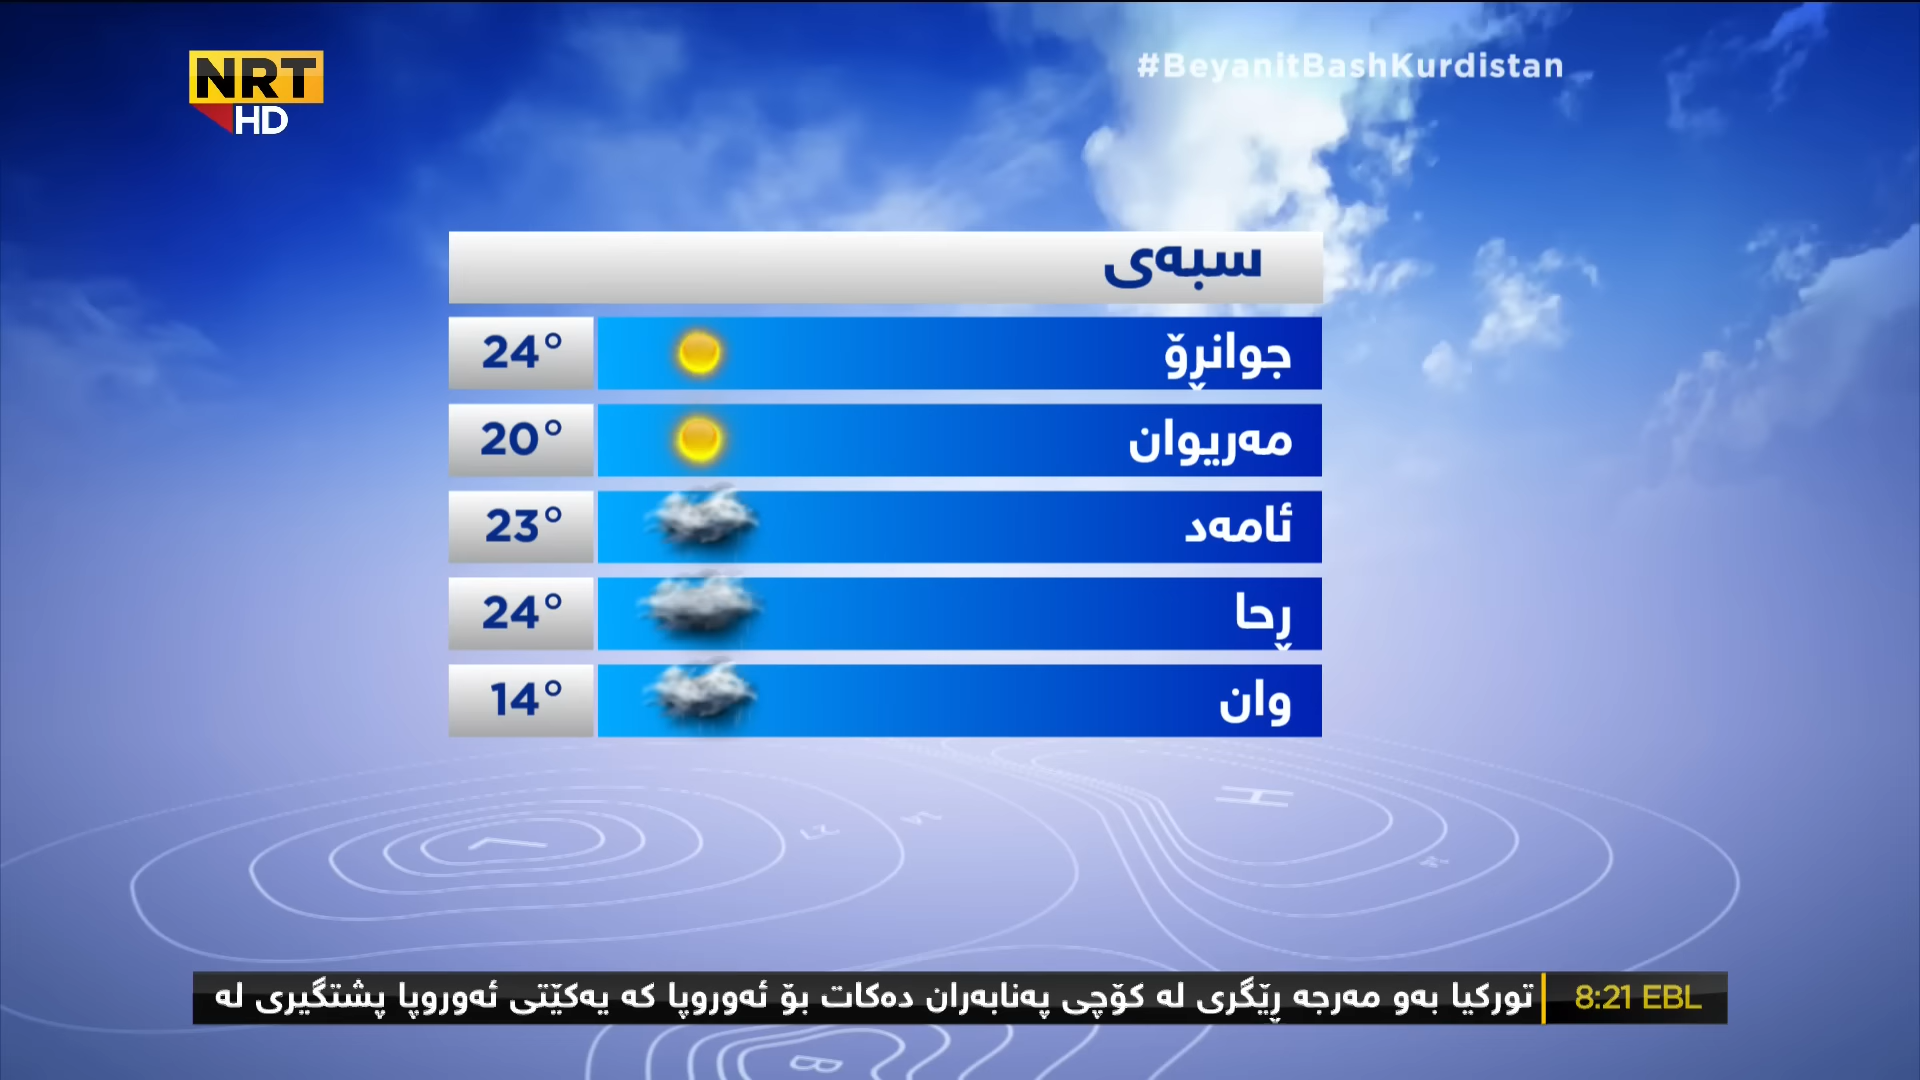 NRT
HD
#BeyanitBashKurdistan
سبەی
جوانڕۆ 24°
مەریوان 20°
ئامەد 23°
ڕحا 24°
وان 14°
تورکیا بەو مەرجە ڕێگری لە کۆچی پەنابەران دەکات بۆ ئەوروپا کە یەکێتی ئەوروپا پشتگیری لە
8:21 EBL